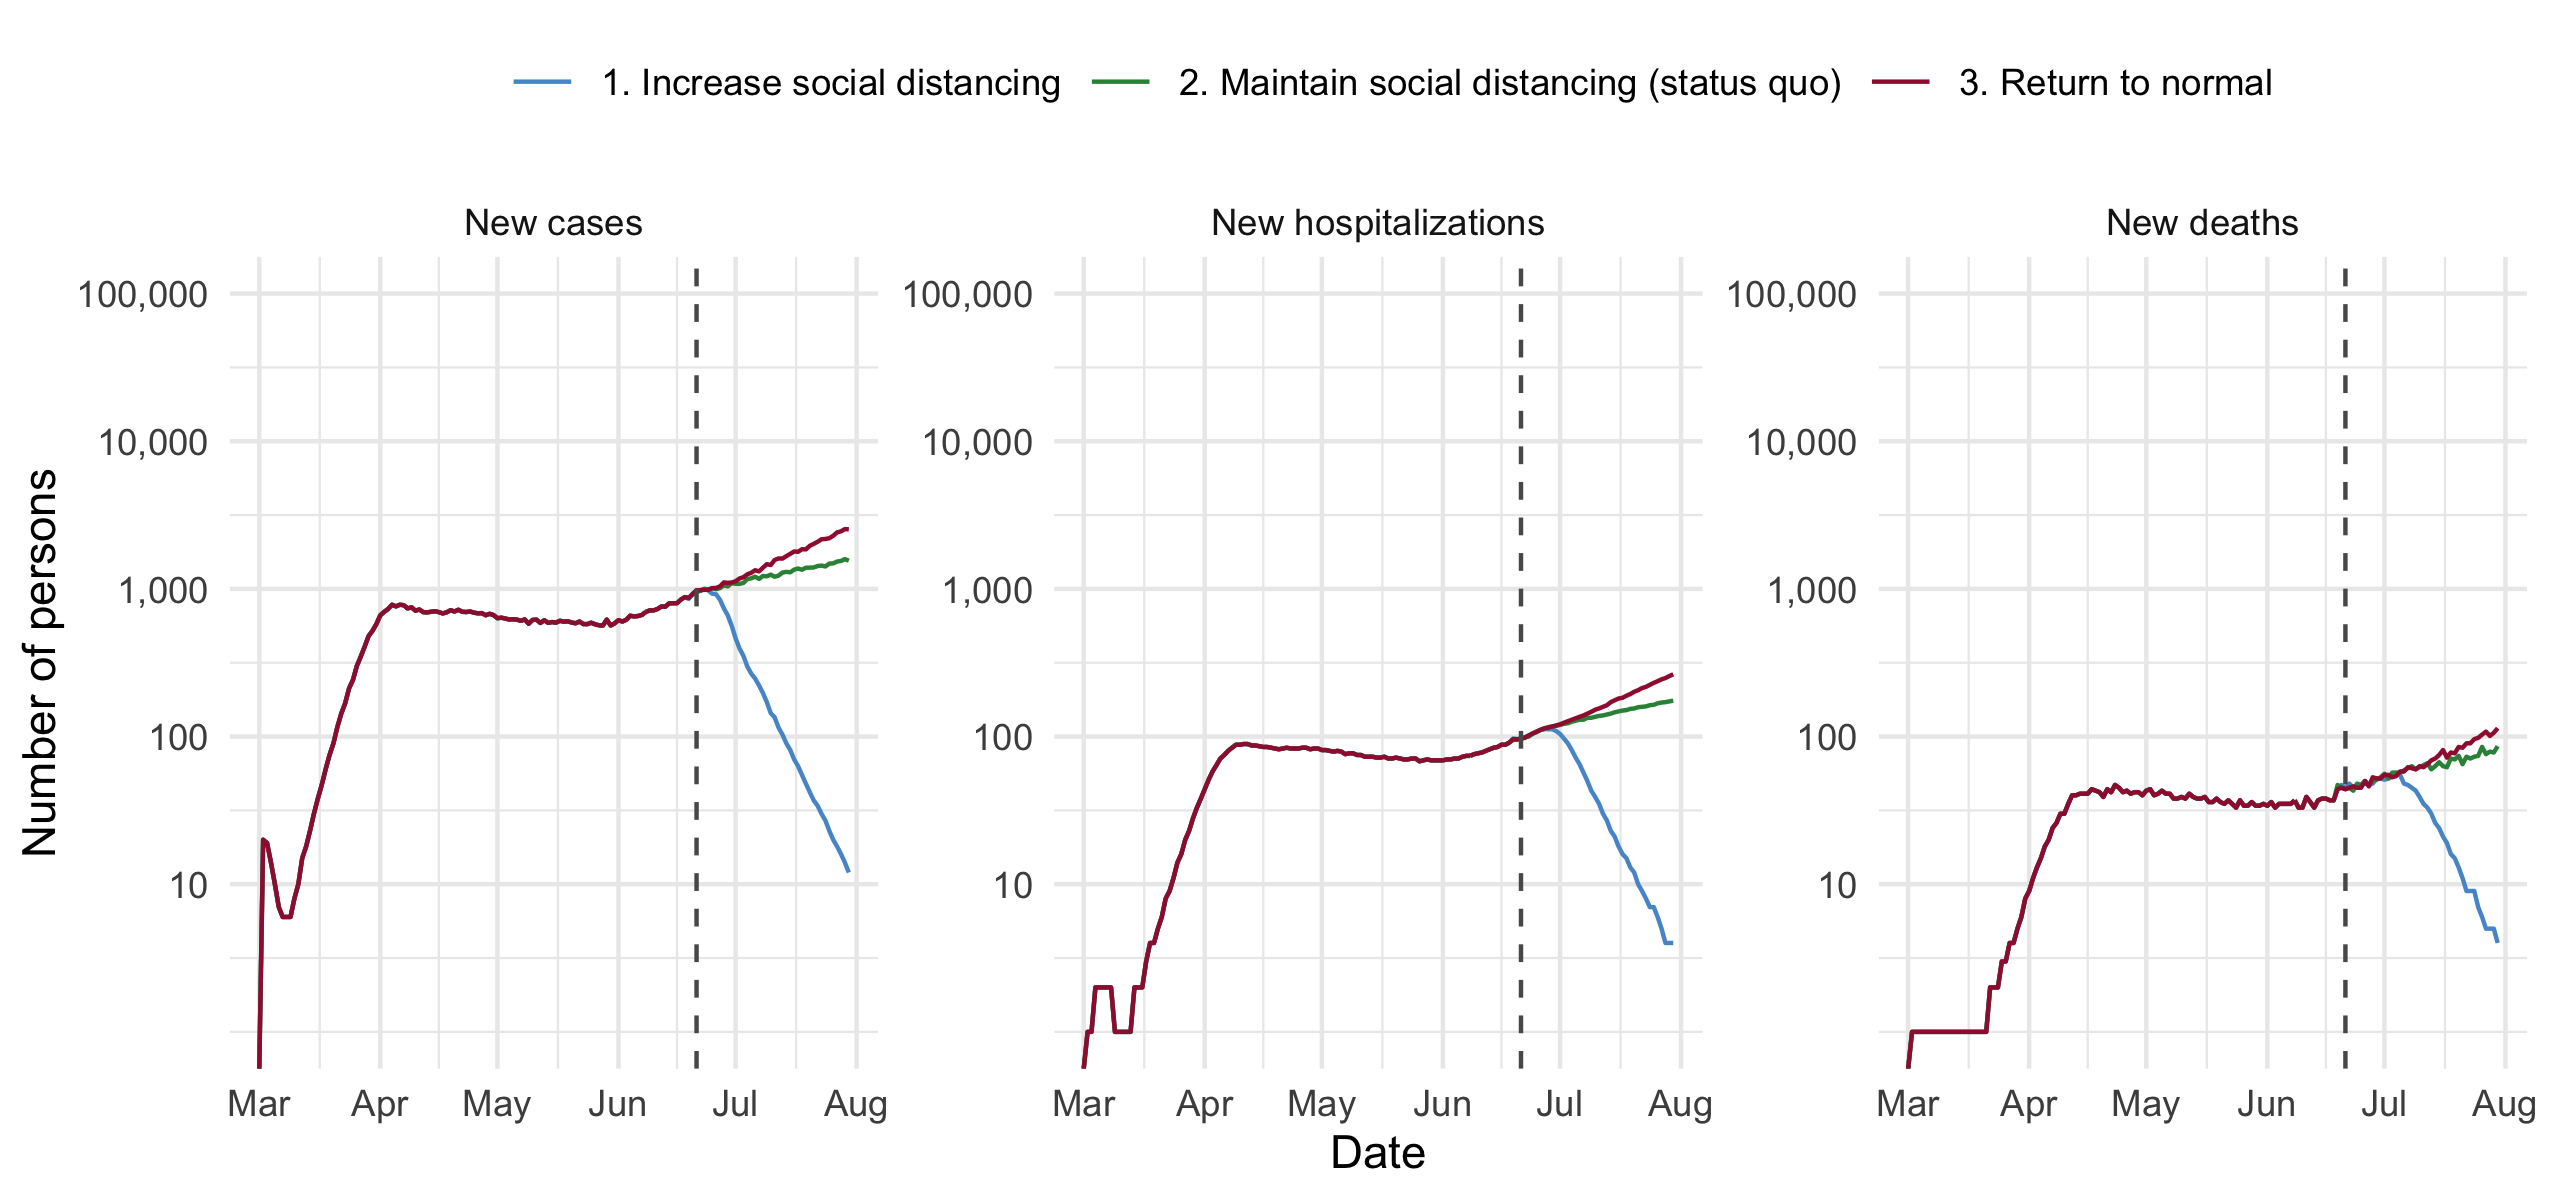 1. Increase social distancing 2. Maintain social distancing (status quo) 3. Return to normal
New cases New hospitalizations New deaths
Number of persons
100,000
10,000
1,000
100
10
Mar Apr May Jun Jul Aug
100,000
10,000
1,000
100
10
Mar Apr May Jun Jul Aug
100,000
10,000
1,000
100
10
Mar Apr May Jun Jul Aug
Date